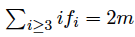 ∑_{i≥3} if_i = 2m